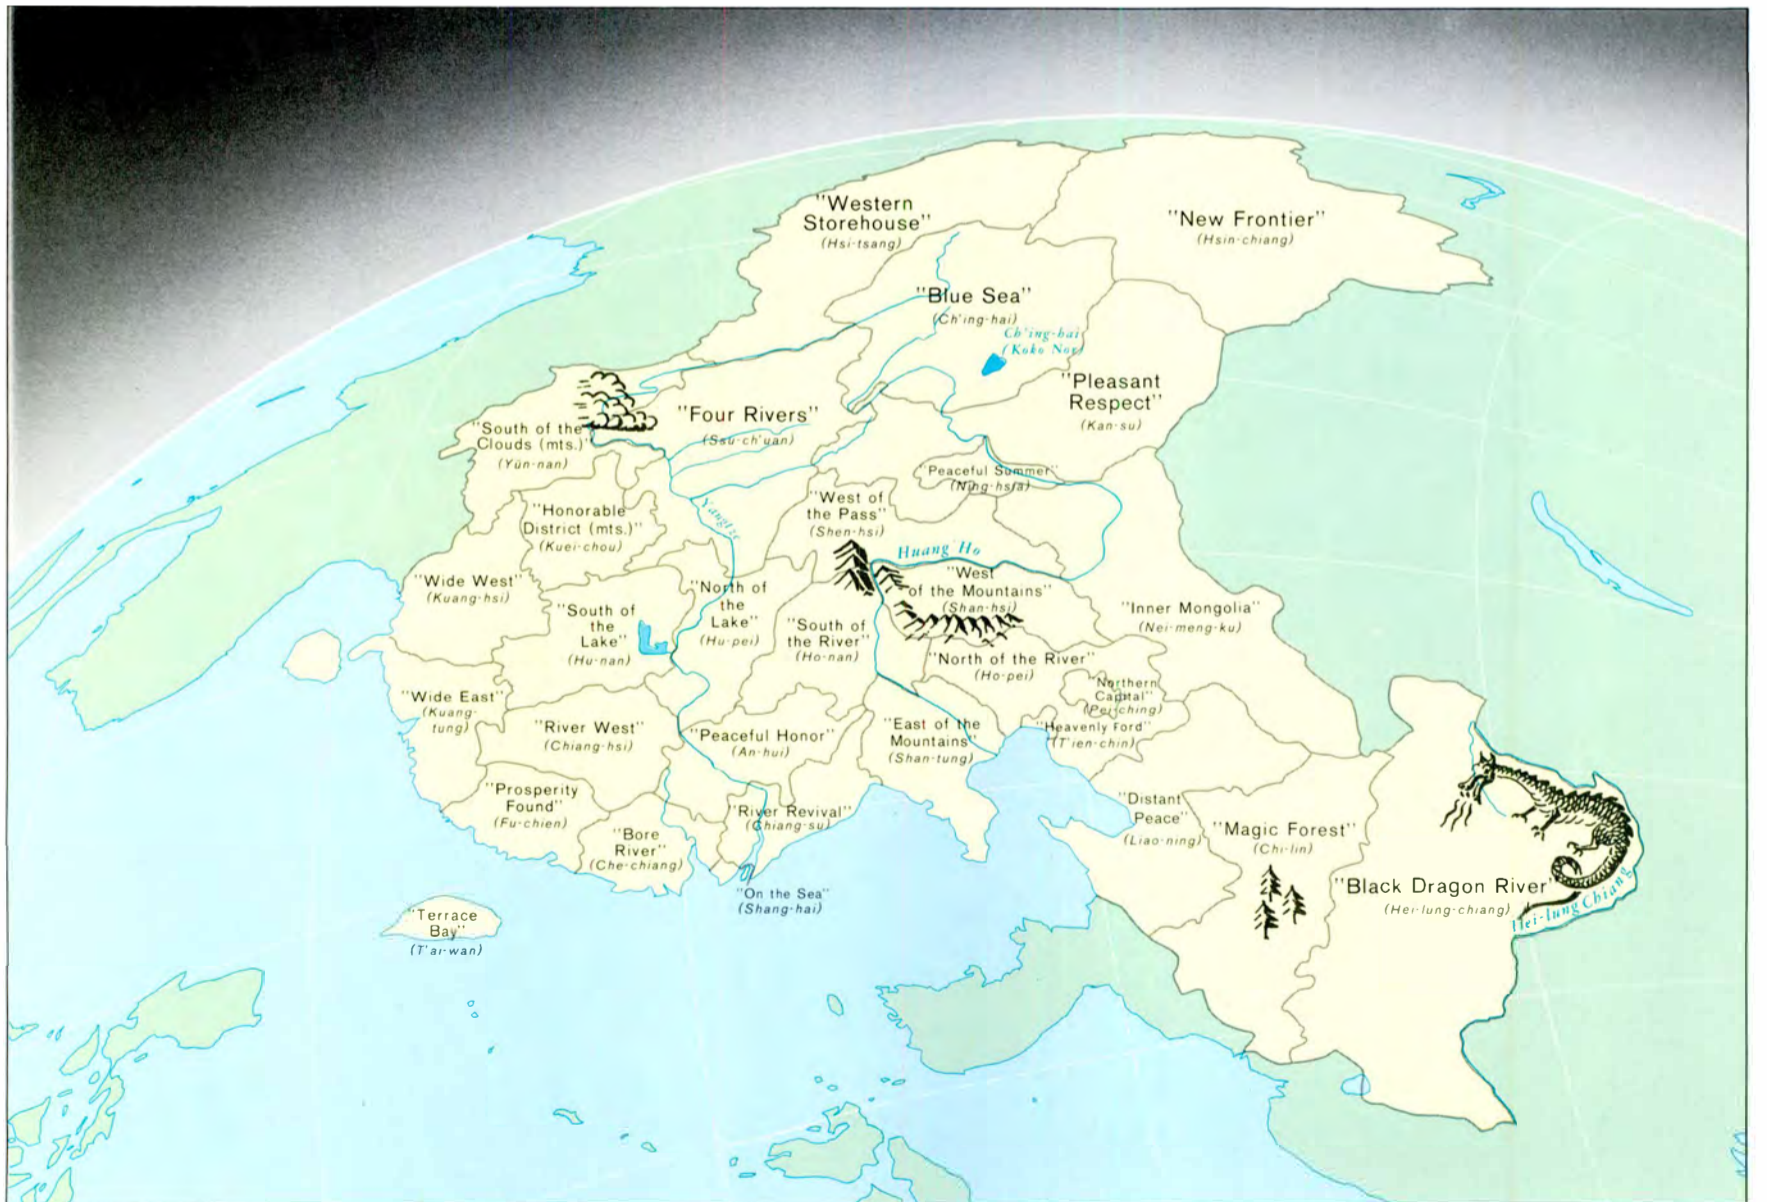 "Western
Storehouse"
(Hsi-tsang)
"New Frontier"
(Hsin-chiang)
"Blue Sea"
(Ch'ing-hai)
Ch'ing-hai
(Koko Nor)
"Pleasant
Respect"
(Kan-su)
"Four Rivers"
(Ssu-ch'uan)
"South of the
Clouds (mts.)"
(Yün-nan)
"Peaceful Summer"
(Ning-hsia)
"West of
the Pass"
(Shen-hsi)
"Honorable
District (mts.)"
(Kuei-chou)
Yangtze
Huang Ho
"Wide West"
(Kuang-hsi)
"South of
the
Lake"
(Hu-nan)
"North of
the
Lake"
(Hu-pei)
"South of
the River"
(Ho-nan)
"West
of the Mountains"
(Shan-hsi)
"Inner Mongolia"
(Nei-meng-ku)
"North of the River"
(Ho-pei)
"Northern
Capital"
(Pei-ching)
"Wide East"
(Kuang-
tung)
"River West"
(Chiang-hsi)
"Peaceful Honor"
(An-hui)
"East of the
Mountains"
(Shan-tung)
"Heavenly Ford"
(T'ien-chin)
"Prosperity
Found"
(Fu-chien)
"Bore
River"
(Che-chiang)
"River Revival"
(Chiang-su)
"Distant
Peace"
(Liao-ning)
"Magic Forest"
(Chi-lin)
"Black Dragon River"
(Hei-lung-chiang)
Hei-lung Chiang
"On the Sea"
(Shang-hai)
"Terrace
Bay"
(T'ai-wan)